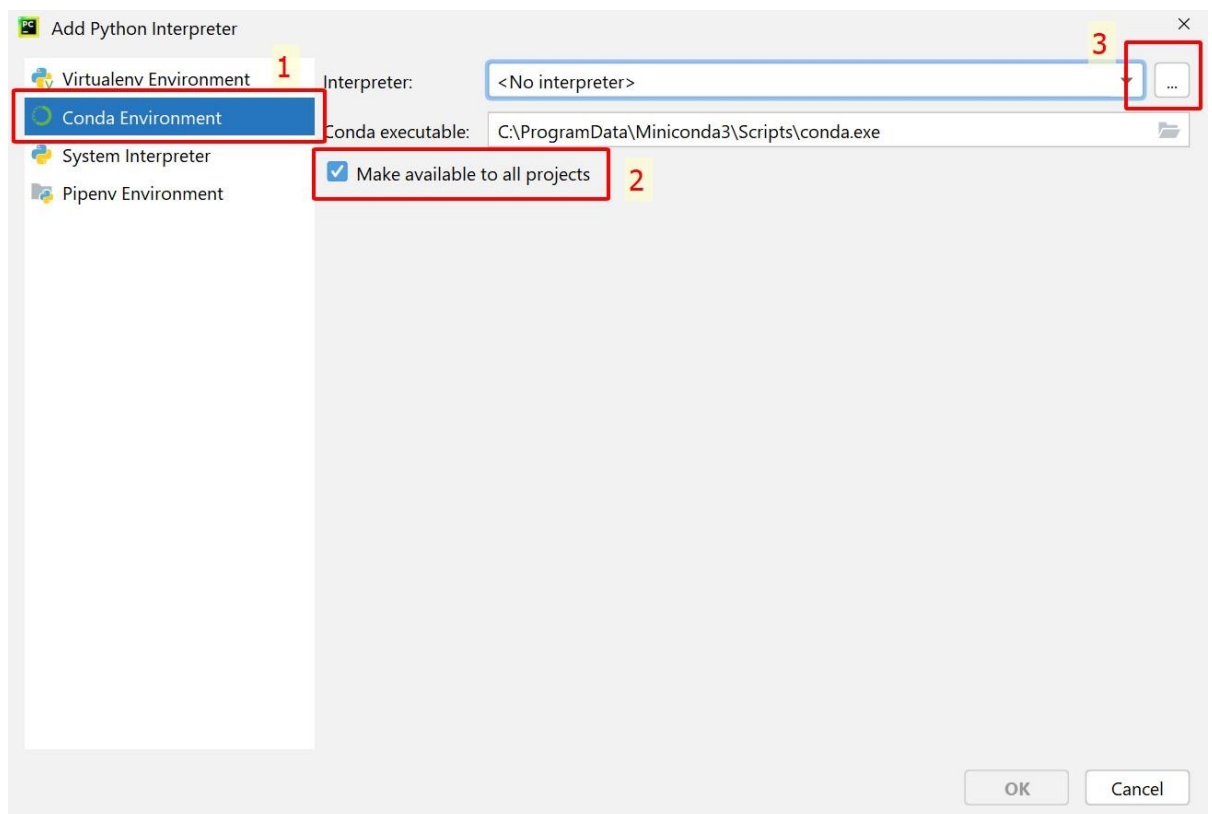 PC
Add Python Interpreter
3
Virtualenv Environment
1
Interpreter:
<No interpreter>
...
Conda Environment
Conda executable:
C:\ProgramData\Miniconda3\Scripts\conda.exe
System Interpreter
Make available to all projects
2
Pipenv Environment
OK
Cancel